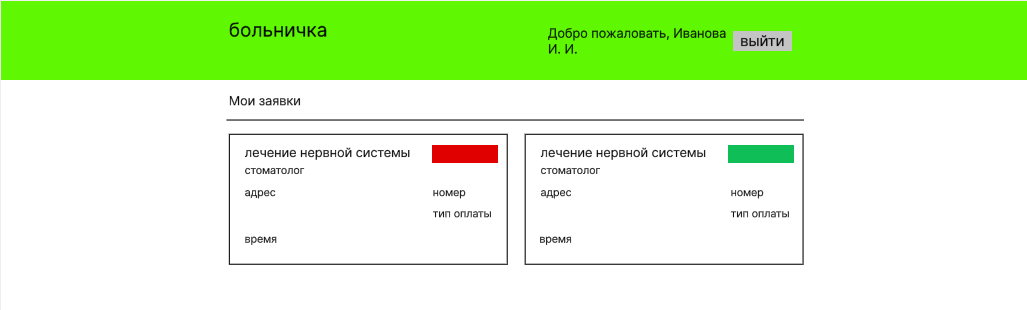 больничка
Добро пожаловать, Иванова
И. И.
выйти
Мои заявки
лечение нервной системы
стоматолог
адрес
номер
тип оплаты
время
лечение нервной системы
стоматолог
адрес
номер
тип оплаты
время